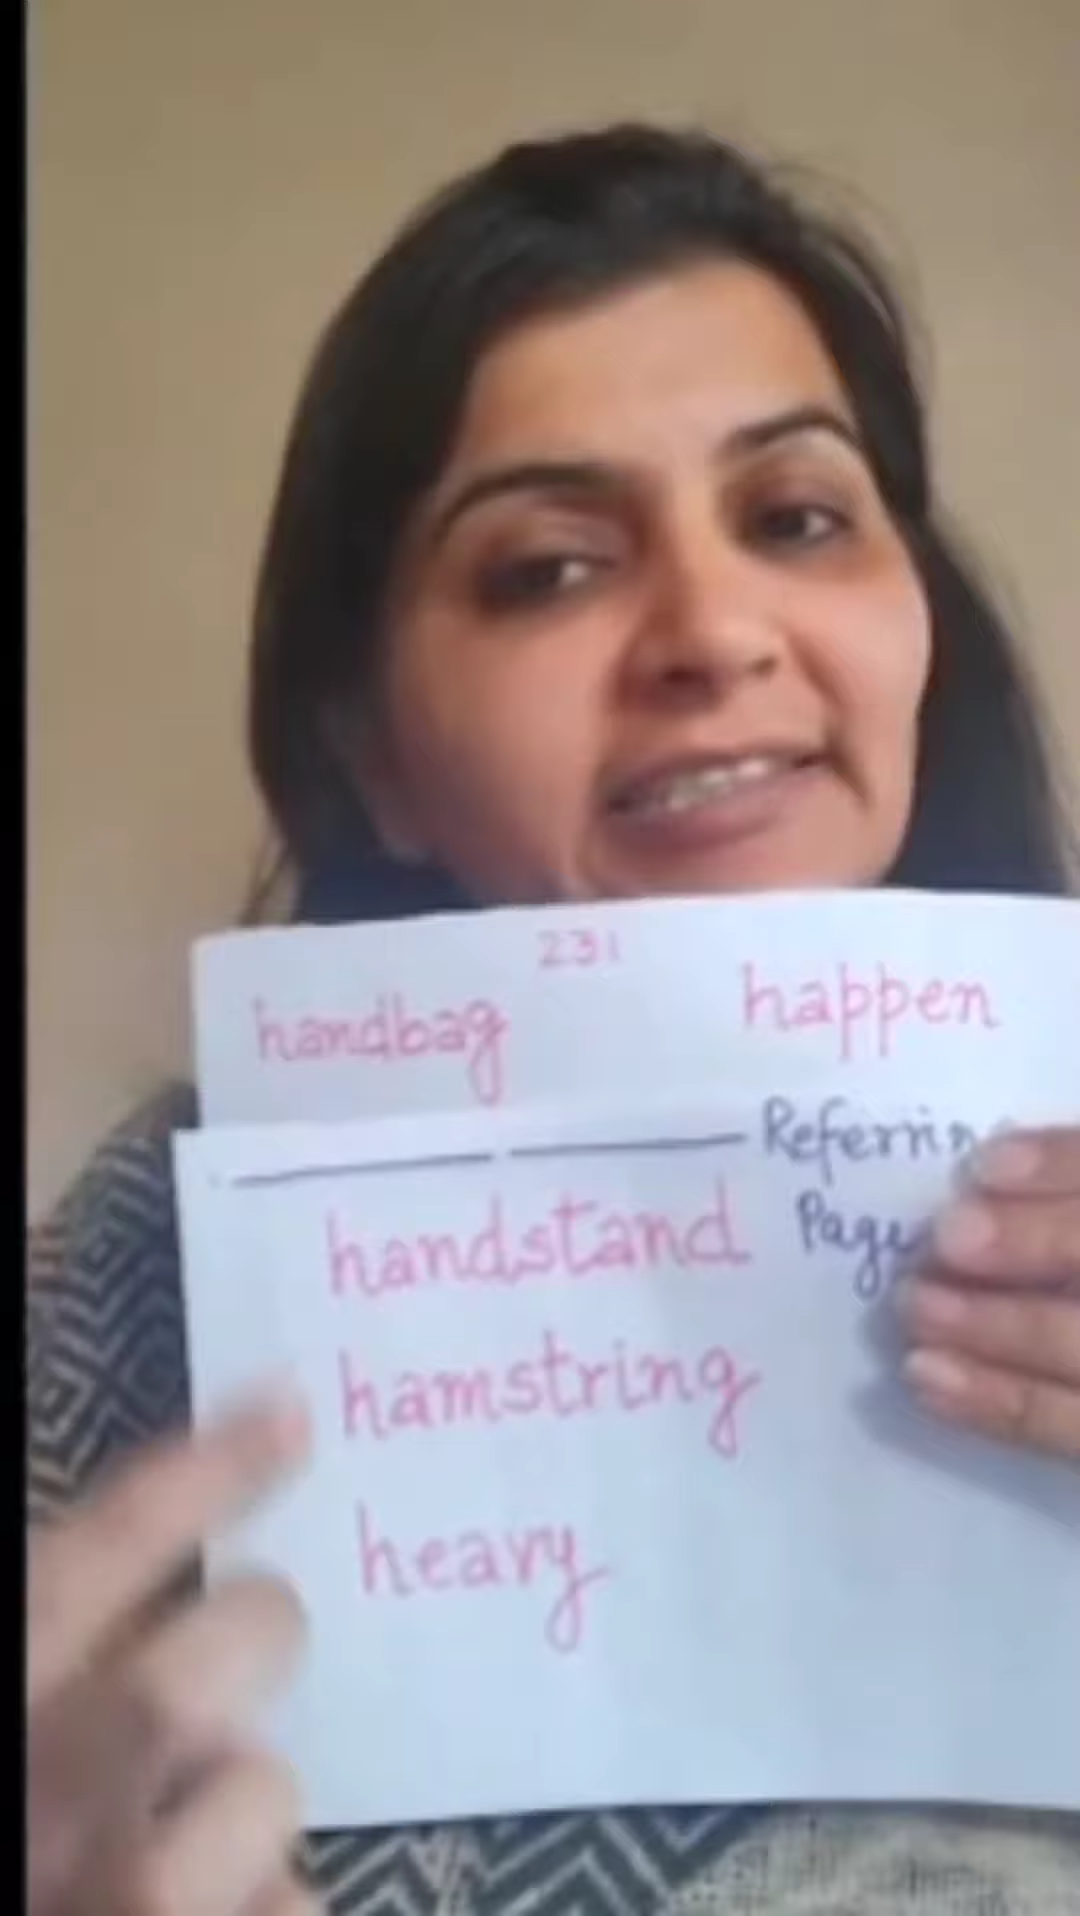 231
handbag happen
Referrin
Page
handstand
hamstring
heavy